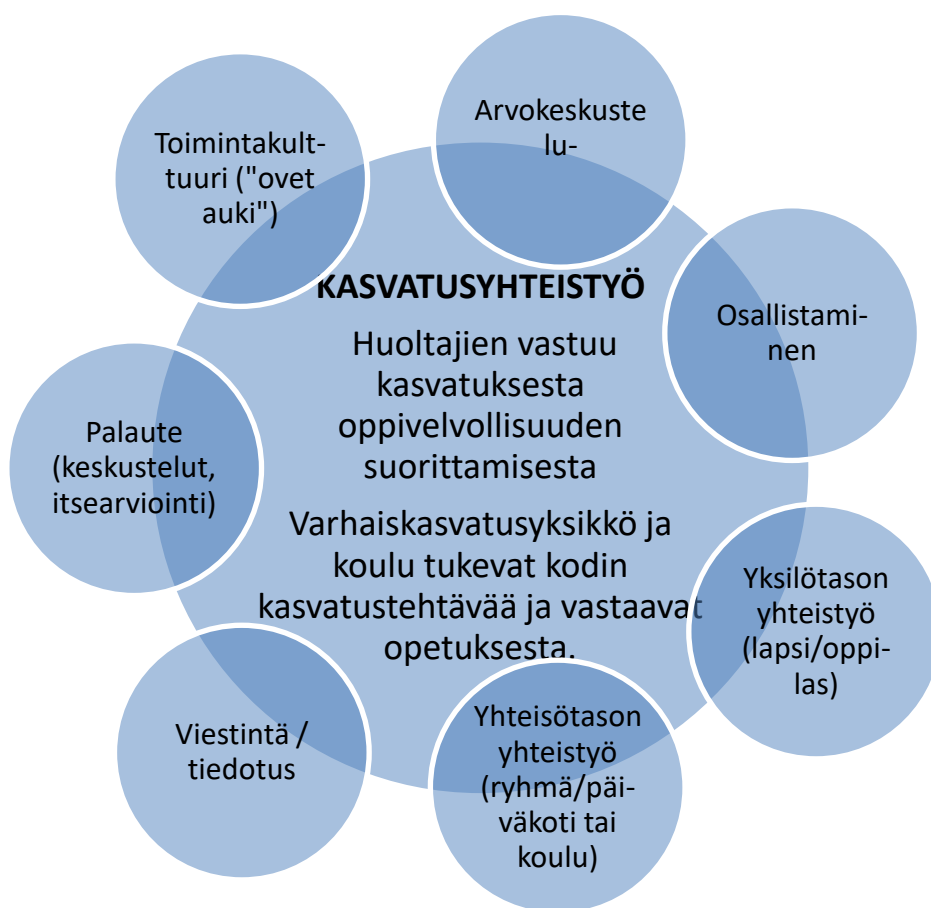 Arvokeskuste
lu-
Toimintakult-
tuuri ("ovet
auki")
KASVATUSYHTEISTYÖ
Huoltajien vastuu
kasvatuksesta
oppivelvollisuuden
suorittamisesta
Varhaiskasvatusyksikkö ja
koulu tukevat kodin
kasvatustehtävää ja vastaavat
opetuksesta.
Osallistami-
nen
Yksilötason
yhteistyö
(lapsi/oppi-
las)
Yhteisötason
yhteistyö
(ryhmä/päi-
väkoti tai
koulu)
Viestintä /
tiedotus
Palaute
(keskustelut,
itsearviointi)